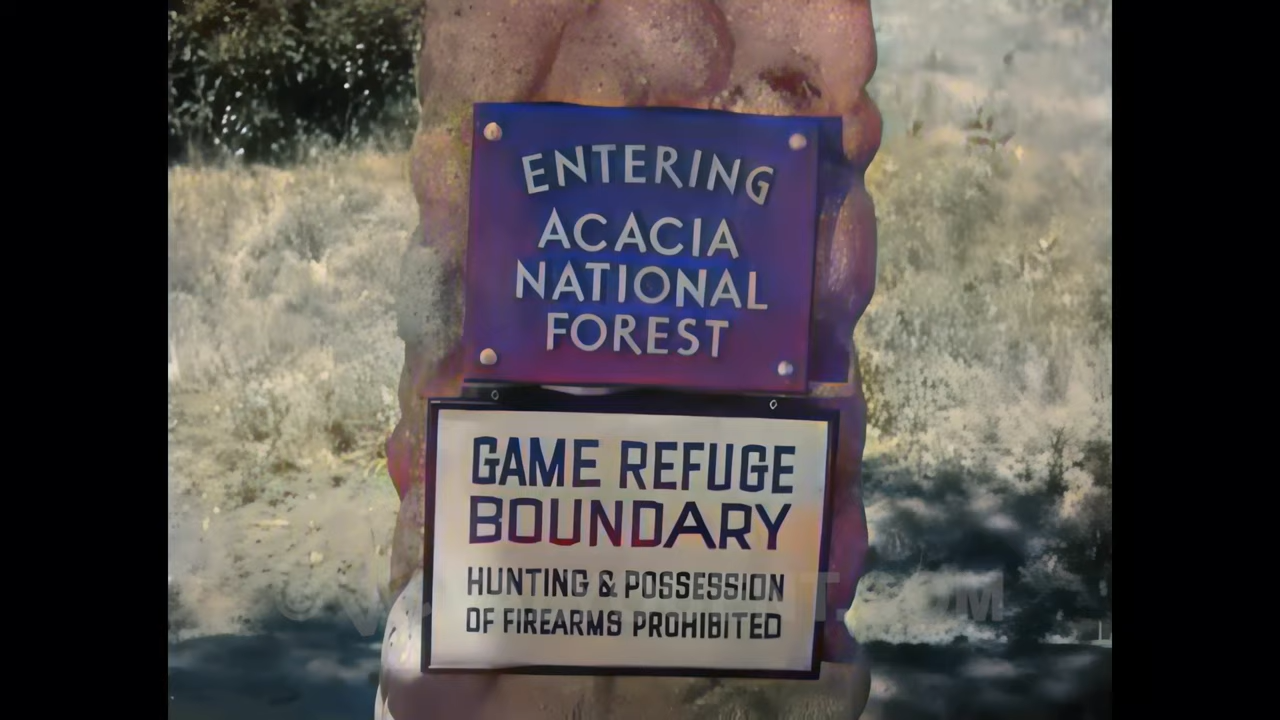 ENTERING
ACACIA
NATIONAL
FOREST
GAME REFUGE
BOUNDARY
HUNTING & POSSESSION
OF FIREARMS PROHIBITED